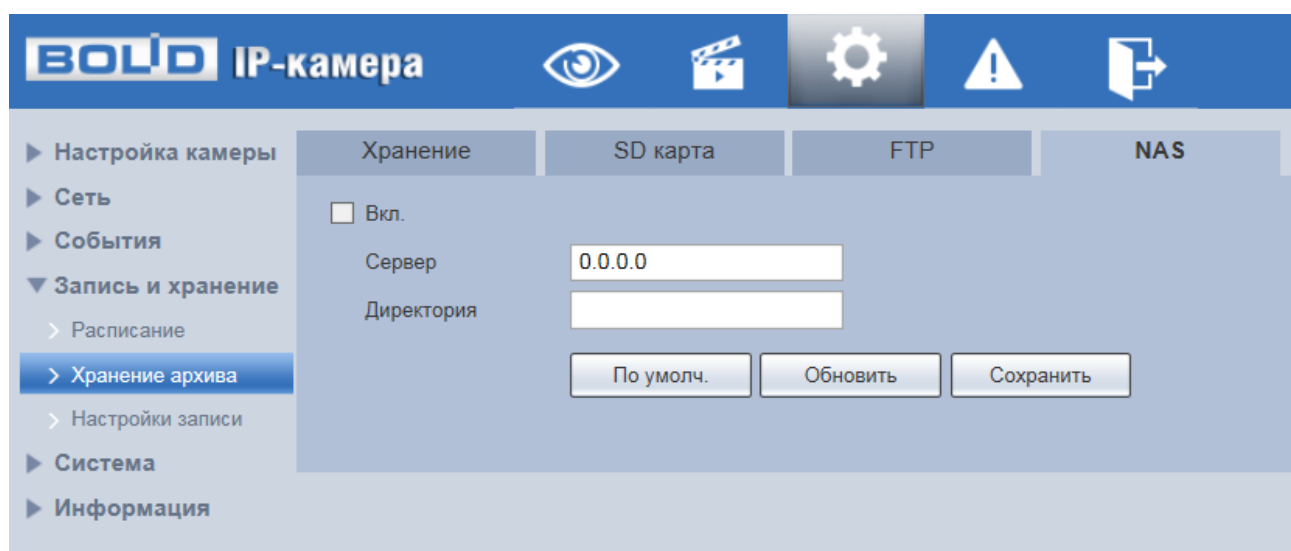 BOLID IP-камера
Настройка камеры
Сеть
События
Запись и хранение
Расписание
Хранение архива
Настройки записи
Система
Информация
Хранение SD карта FTP NAS
Вкл.
Сервер 0.0.0.0
Директория
По умолч. Обновить Сохранить